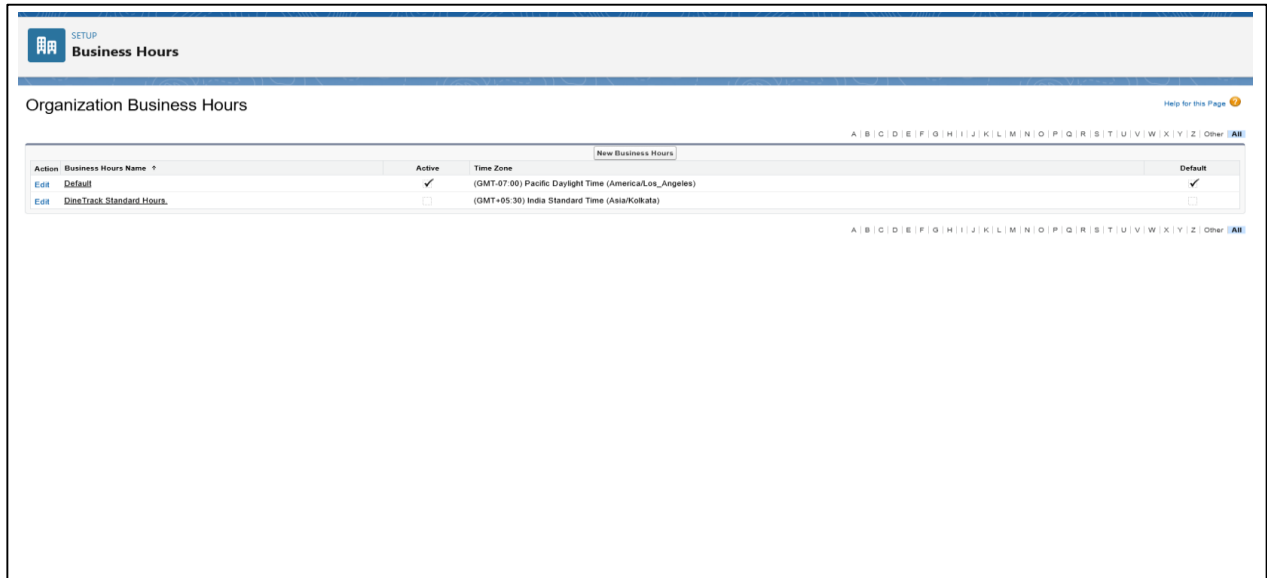 SETUP
Business Hours
Organization Business Hours
Help for this Page ?
A | B | C | D | E | F | G | H | I | J | K | L | M | N | O | P | Q | R | S | T | U | V | W | X | Y | Z | Other All
New Business Hours
Action Business Hours Name ↑ Active Time Zone Default
Edit Default ✓ (GMT-07:00) Pacific Daylight Time (America/Los_Angeles) ✓
Edit DineTrack Standard Hours. (GMT+05:30) India Standard Time (Asia/Kolkata)
A | B | C | D | E | F | G | H | I | J | K | L | M | N | O | P | Q | R | S | T | U | V | W | X | Y | Z | Other All